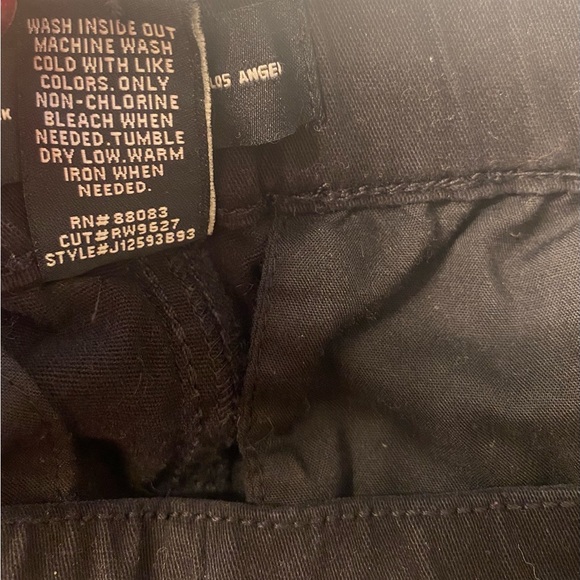 WASH INSIDE OUT
MACHINE WASH
COLD WITH LIKE
COLORS.ONLY
NON-CHLORINE
BLEACH WHEN
NEEDED.TUMBLE
DRY LOW.WARM
IRON WHEN
NEEDED.
RN#88083
CUT#RW9627
STYLE#J12593B93
LOS ANGE
K